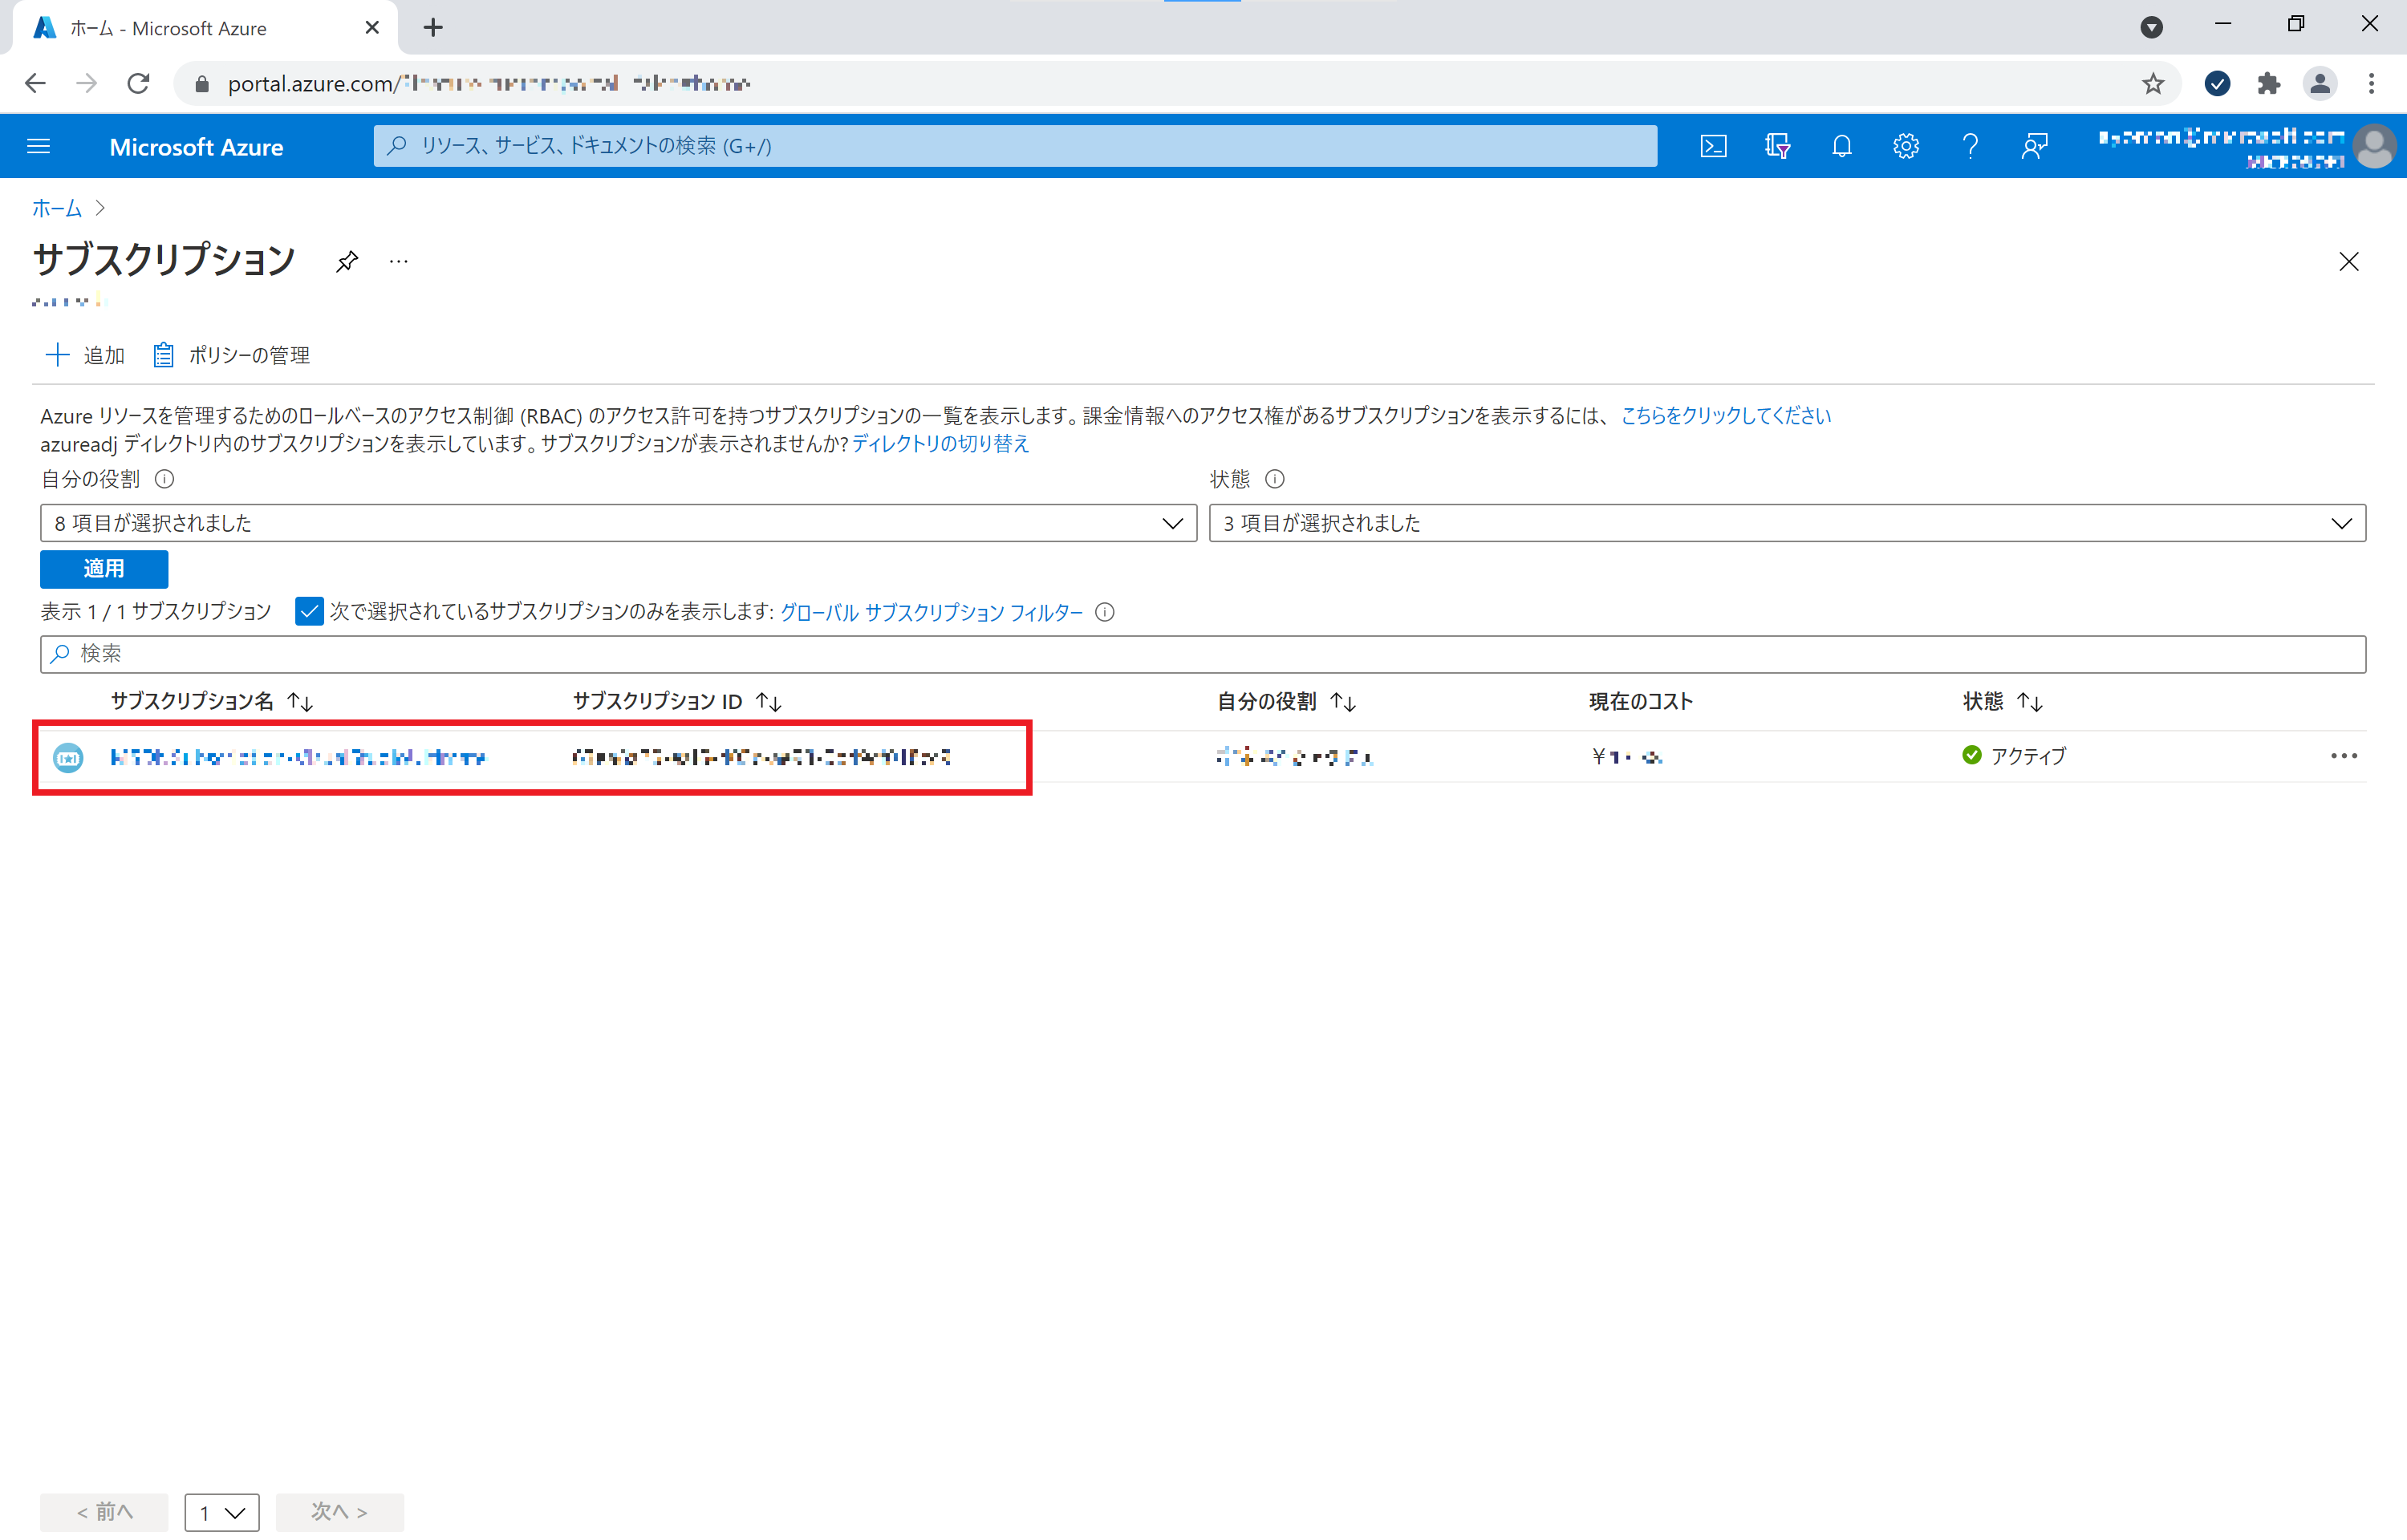 ホーム - Microsoft Azure
portal.azure.com/
Microsoft Azure
リソース、サービス、ドキュメントの検索 (G+/)
ホーム >
サブスクリプション
追加 ポリシーの管理
Azure リソースを管理するためのロールベースのアクセス制御 (RBAC) のアクセス許可を持つサブスクリプションの一覧を表示します。課金情報へのアクセス権があるサブスクリプションを表示するには、こちらをクリックしてください
azureadj ディレクトリ内のサブスクリプションを表示しています。サブスクリプションが表示されませんか? ディレクトリの切り替え
自分の役割 状態
8 項目が選択されました 3 項目が選択されました
適用
表示 1 / 1 サブスクリプション 次で選択されているサブスクリプションのみを表示します: グローバル サブスクリプション フィルター
検索
サブスクリプション名 ↑↓ サブスクリプション ID ↑↓ 自分の役割 ↑↓ 現在のコスト 状態 ↑↓
¥ アクティブ
< 前へ 1 次へ >